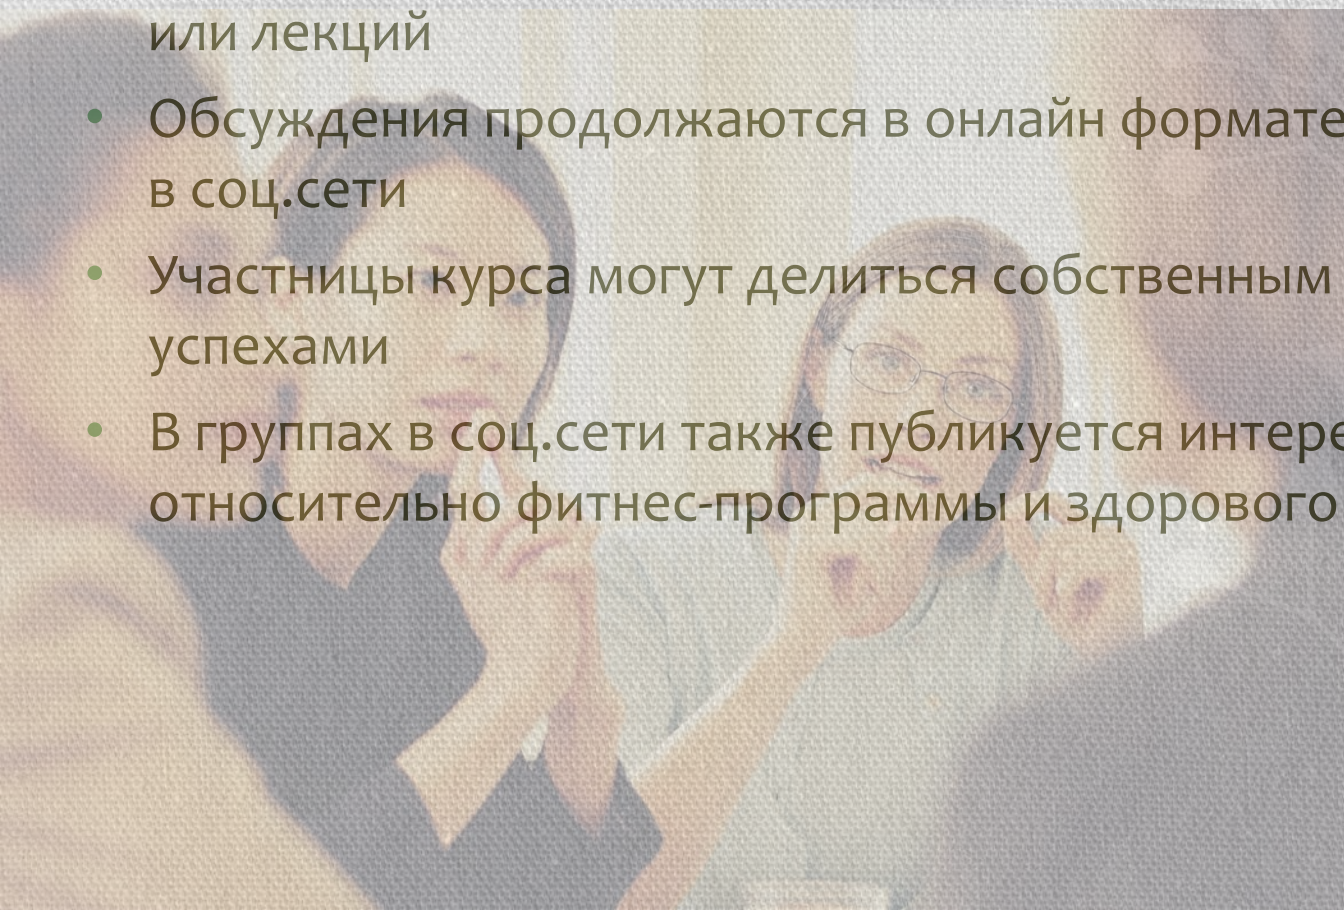 или лекций
• Обсуждения продолжаются в онлайн формате
в соц.сети
• Участницы курса могут делиться собственным
успехами
• В группах в соц.сети также публикуется интере
относительно фитнес-программы и здорового